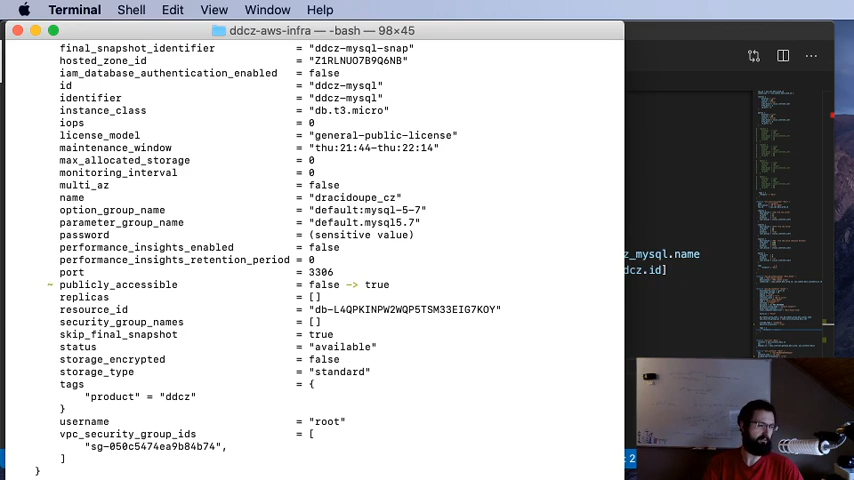 Terminal Shell Edit View Window Help
ddcz-aws-infra — -bash — 98×45
final_snapshot_identifier = "ddcz-mysql-snap"
hosted_zone_id = "Z1RLNUO7B9Q6NB"
iam_database_authentication_enabled = false
id = "ddcz-mysql"
identifier = "ddcz-mysql"
instance_class = "db.t3.micro"
iops = 0
license_model = "general-public-license"
maintenance_window = "thu:21:44-thu:22:14"
max_allocated_storage = 0
monitoring_interval = 0
multi_az = false
name = "dracidoupe_cz"
option_group_name = "default:mysql-5-7"
parameter_group_name = "default.mysql5.7"
password = (sensitive value)
performance_insights_enabled = false
performance_insights_retention_period = 0
port = 3306
~ publicly_accessible = false -> true
replicas = []
resource_id = "db-L4QPKINPW2WQP5TSM33EIG7KOY"
security_group_names = []
skip_final_snapshot = true
status = "available"
storage_encrypted = false
storage_type = "standard"
tags = {
"product" = "ddcz"
}
username = "root"
vpc_security_group_ids = [
"sg-050c5474ea9b84b74",
]
}
z_mysql.name
dcz.id]
2